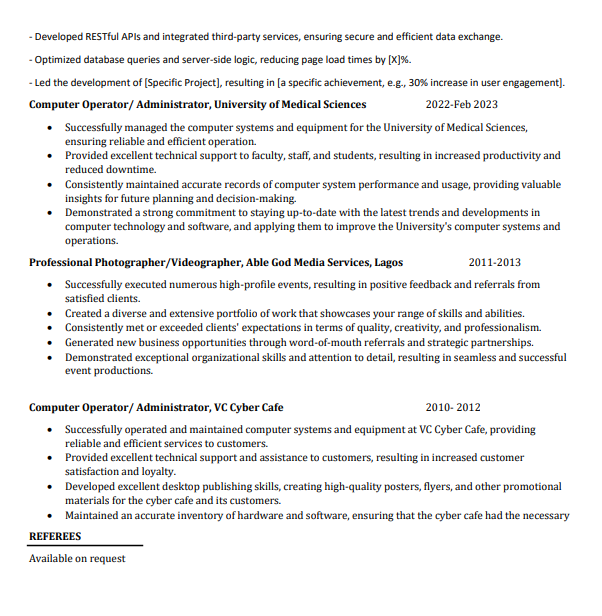 - Developed RESTful APIs and integrated third-party services, ensuring secure and efficient data exchange.
- Optimized database queries and server-side logic, reducing page load times by [X]%.
- Led the development of [Specific Project], resulting in [a specific achievement, e.g., 30% increase in user engagement].
Computer Operator/ Administrator, University of Medical Sciences 2022-Feb 2023
• Successfully managed the computer systems and equipment for the University of Medical Sciences,
ensuring reliable and efficient operation.
• Provided excellent technical support to faculty, staff, and students, resulting in increased productivity and
reduced downtime.
• Consistently maintained accurate records of computer system performance and usage, providing valuable
insights for future planning and decision-making.
• Demonstrated a strong commitment to staying up-to-date with the latest trends and developments in
computer technology and software, and applying them to improve the University's computer systems and
operations.
Professional Photographer/Videographer, Able God Media Services, Lagos 2011-2013
• Successfully executed numerous high-profile events, resulting in positive feedback and referrals from
satisfied clients.
• Created a diverse and extensive portfolio of work that showcases your range of skills and abilities.
• Consistently met or exceeded clients' expectations in terms of quality, creativity, and professionalism.
• Generated new business opportunities through word-of-mouth referrals and strategic partnerships.
• Demonstrated exceptional organizational skills and attention to detail, resulting in seamless and successful
event productions.
Computer Operator/ Administrator, VC Cyber Cafe 2010- 2012
• Successfully operated and maintained computer systems and equipment at VC Cyber Cafe, providing
reliable and efficient services to customers.
• Provided excellent technical support and assistance to customers, resulting in increased customer
satisfaction and loyalty.
• Developed excellent desktop publishing skills, creating high-quality posters, flyers, and other promotional
materials for the cyber cafe and its customers.
• Maintained an accurate inventory of hardware and software, ensuring that the cyber cafe had the necessary
REFEREES
Available on request